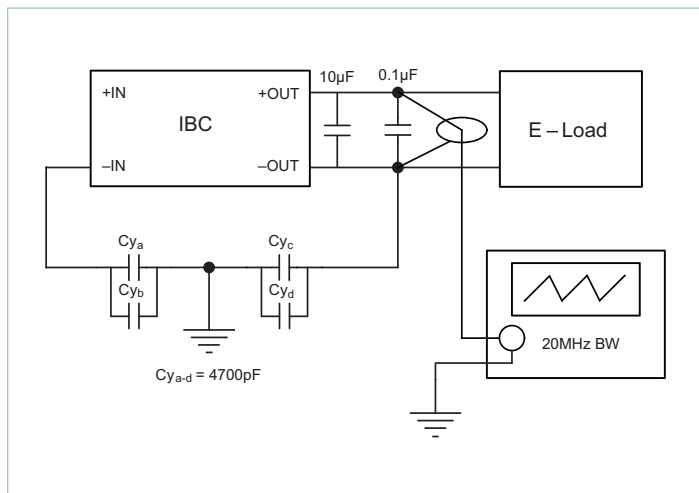 10µF
0.1µF
+IN
+OUT
IBC
E – Load
–IN
–OUT
Cya
Cyc
Cyb
Cyd
20MHz BW
Cya-d = 4700pF